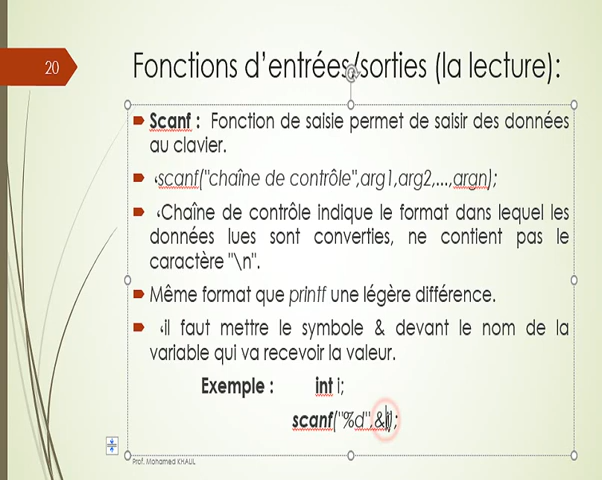 20
Fonctions d'entrées/sorties (la lecture):
Scanf : Fonction de saisie permet de saisir des données
au clavier.
scanf("chaîne de contrôle",arg1,arg2,...,argn);
Chaîne de contrôle indique le format dans lequel les
données lues sont converties, ne contient pas le
caractère "\n".
Même format que printf une légère différence.
il faut mettre le symbole & devant le nom de la
variable qui va recevoir la valeur.
Exemple : int i;
scanf("%d",&i);
Prof. Mohamed KHALIL